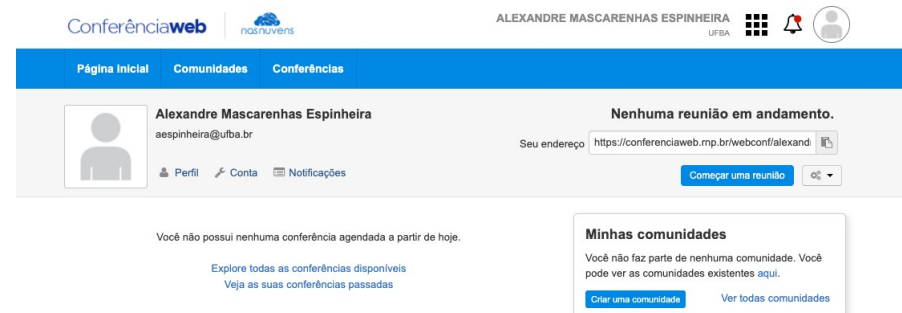 Conferênciaweb
nasnuvens
ALEXANDRE MASCARENHAS ESPINHEIRA
UFBA
Página inicial Comunidades Conferências
Alexandre Mascarenhas Espinheira
aespinheira@ufba.br
Perfil Conta Notificações
Nenhuma reunião em andamento.
Seu endereço https://conferenciaweb.rnp.br/webconf/alexand
Começar uma reunião
Você não possui nenhuma conferência agendada a partir de hoje.
Explore todas as conferências disponíveis
Veja as suas conferências passadas
Minhas comunidades
Você não faz parte de nenhuma comunidade. Você
pode ver as comunidades existentes aqui.
Criar uma comunidade Ver todas comunidades